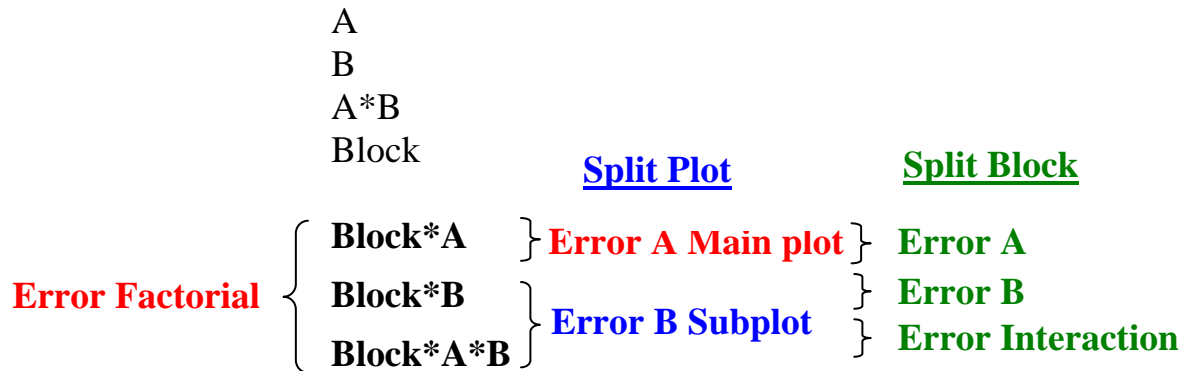 A
B
A*B
Block
Split Plot
Split Block
Block*A
Error A Main plot
Error A
Error Factorial
Block*B
Error B
Error B Subplot
Block*A*B
Error Interaction